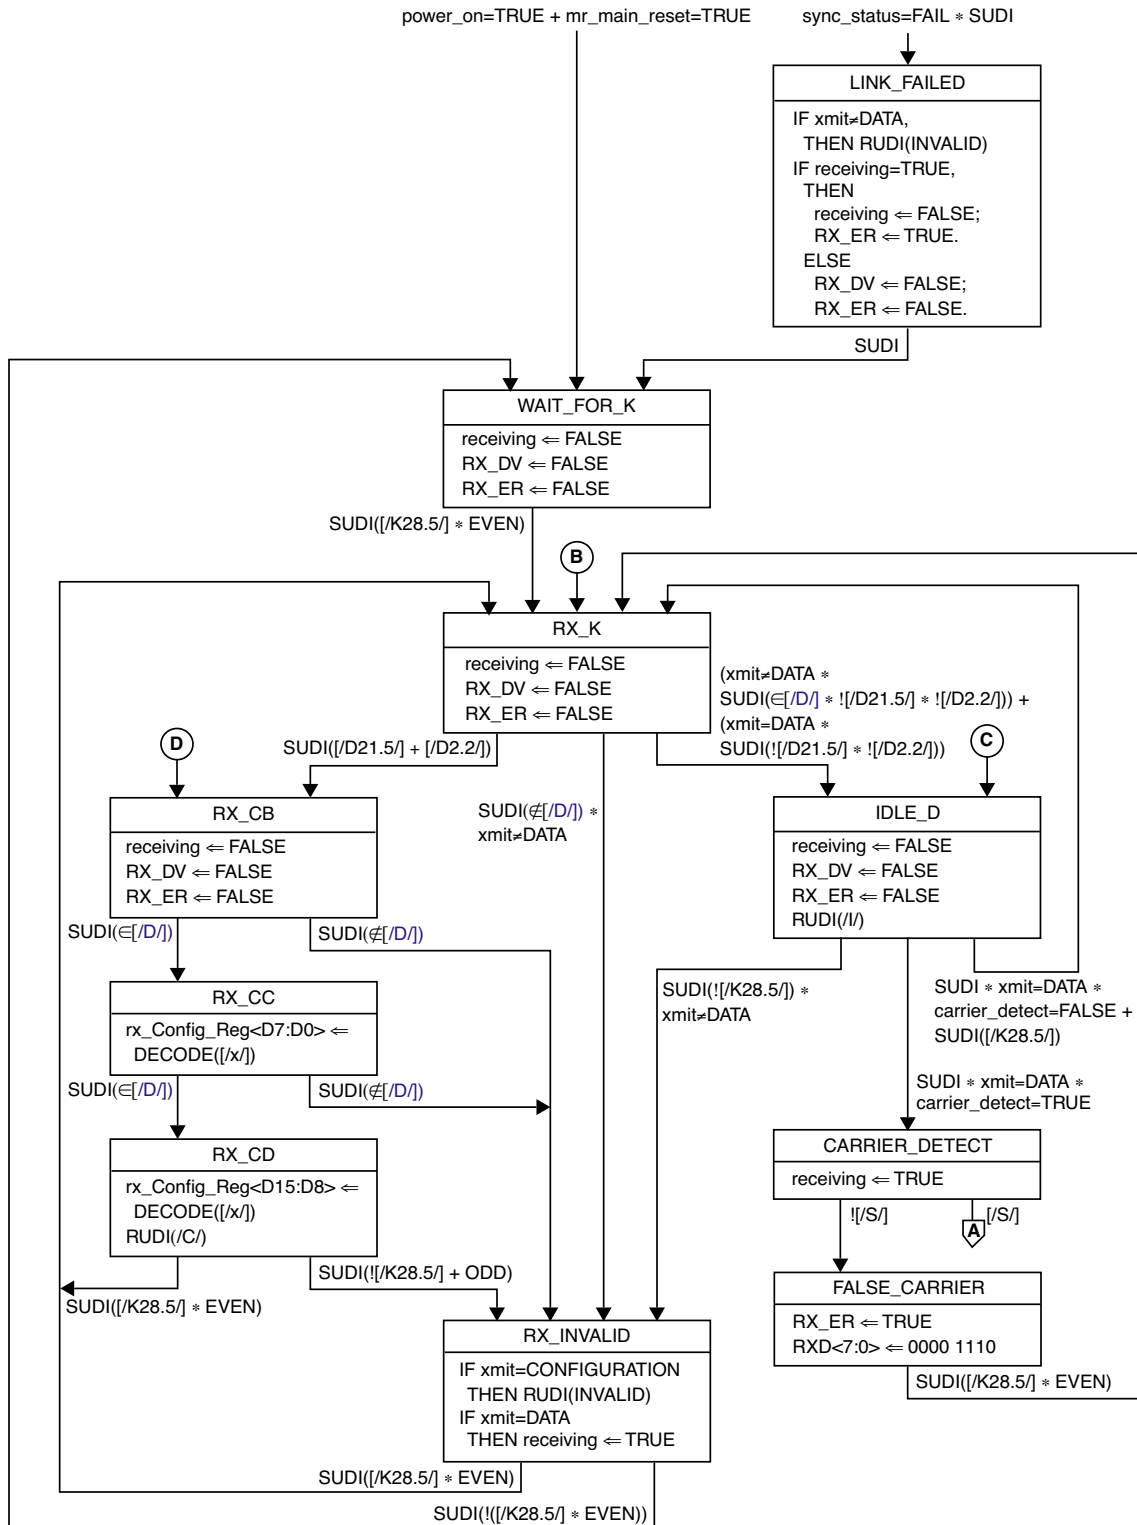 power_on=TRUE + mr_main_reset=TRUE
sync_status=FAIL ∗ SUDI
LINK_FAILED
IF xmit≠DATA,
THEN RUDI(INVALID)
IF receiving=TRUE,
THEN
receiving ⇐ FALSE;
RX_ER ⇐ TRUE.
ELSE
RX_DV ⇐ FALSE;
RX_ER ⇐ FALSE.
SUDI
WAIT_FOR_K
receiving ⇐ FALSE
RX_DV ⇐ FALSE
RX_ER ⇐ FALSE
SUDI([/K28.5/] ∗ EVEN)
B
RX_K
receiving ⇐ FALSE
RX_DV ⇐ FALSE
RX_ER ⇐ FALSE
(xmit≠DATA ∗
SUDI(∈[/D/] ∗ ![/D21.5/] ∗ ![/D2.2/])) +
(xmit=DATA ∗
SUDI(![/D21.5/] ∗ ![/D2.2/]))
D
SUDI([/D21.5/] + [/D2.2/])
C
SUDI(∉[/D/]) ∗
xmit≠DATA
RX_CB
receiving ⇐ FALSE
RX_DV ⇐ FALSE
RX_ER ⇐ FALSE
IDLE_D
receiving ⇐ FALSE
RX_DV ⇐ FALSE
RX_ER ⇐ FALSE
RUDI(/I/)
SUDI(∈[/D/])
SUDI(∉[/D/])
SUDI(![/K28.5/]) ∗
xmit≠DATA
SUDI ∗ xmit=DATA ∗
carrier_detect=FALSE +
SUDI([/K28.5/])
RX_CC
rx_Config_Reg<D7:D0> ⇐
DECODE([/x/])
SUDI(∈[/D/])
SUDI(∉[/D/])
SUDI ∗ xmit=DATA ∗
carrier_detect=TRUE
RX_CD
rx_Config_Reg<D15:D8> ⇐
DECODE([/x/])
RUDI(/C/)
CARRIER_DETECT
receiving ⇐ TRUE
![/S/]
A
[/S/]
SUDI(![/K28.5/] + ODD)
SUDI([/K28.5/] ∗ EVEN)
FALSE_CARRIER
RX_ER ⇐ TRUE
RXD<7:0> ⇐ 0000 1110
SUDI([/K28.5/] ∗ EVEN)
RX_INVALID
IF xmit=CONFIGURATION
THEN RUDI(INVALID)
IF xmit=DATA
THEN receiving ⇐ TRUE
SUDI([/K28.5/] ∗ EVEN)
SUDI(!([/K28.5/] ∗ EVEN))